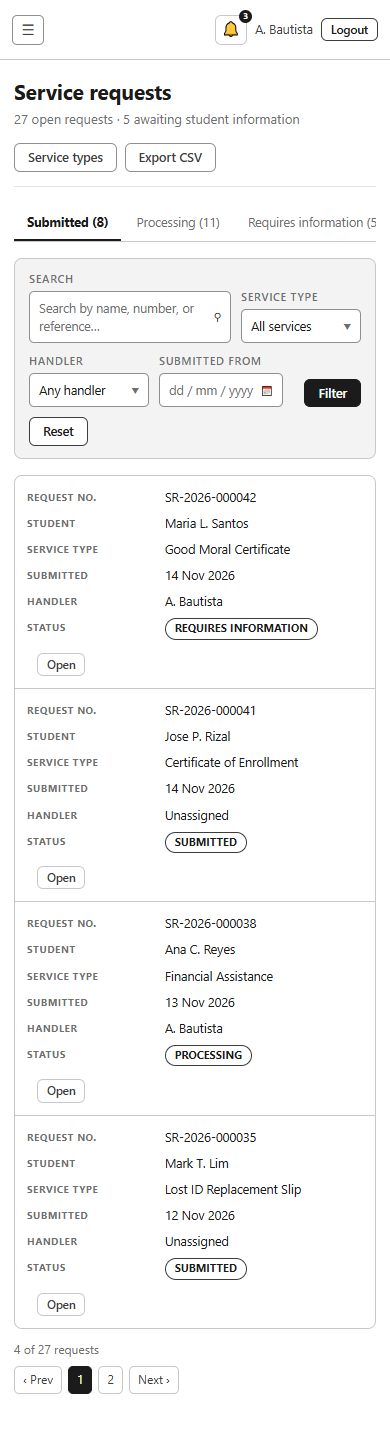 ☰ 3 A. Bautista Logout
Service requests
27 open requests · 5 awaiting student information
Service types Export CSV
Submitted (8) Processing (11) Requires information (5
SEARCH
Search by name, number, or
reference...
SERVICE TYPE
All services
HANDLER
Any handler
SUBMITTED FROM
dd / mm / yyyy
Filter
Reset
REQUEST NO. SR-2026-000042
STUDENT Maria L. Santos
SERVICE TYPE Good Moral Certificate
SUBMITTED 14 Nov 2026
HANDLER A. Bautista
STATUS REQUIRES INFORMATION
Open
REQUEST NO. SR-2026-000041
STUDENT Jose P. Rizal
SERVICE TYPE Certificate of Enrollment
SUBMITTED 14 Nov 2026
HANDLER Unassigned
STATUS SUBMITTED
Open
REQUEST NO. SR-2026-000038
STUDENT Ana C. Reyes
SERVICE TYPE Financial Assistance
SUBMITTED 13 Nov 2026
HANDLER A. Bautista
STATUS PROCESSING
Open
REQUEST NO. SR-2026-000035
STUDENT Mark T. Lim
SERVICE TYPE Lost ID Replacement Slip
SUBMITTED 12 Nov 2026
HANDLER Unassigned
STATUS SUBMITTED
Open
4 of 27 requests
‹ Prev 1 2 Next ›